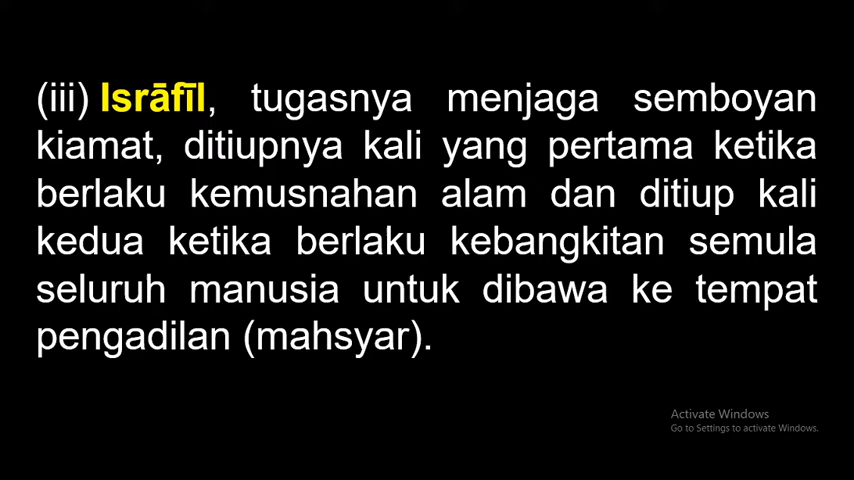 (iii) Isrāfīl, tugasnya menjaga semboyan
kiamat, ditiupnya kali yang pertama ketika
berlaku kemusnahan alam dan ditiup kali
kedua ketika berlaku kebangkitan semula
seluruh manusia untuk dibawa ke tempat
pengadilan (mahsyar).
Activate Windows
Go to Settings to activate Windows.